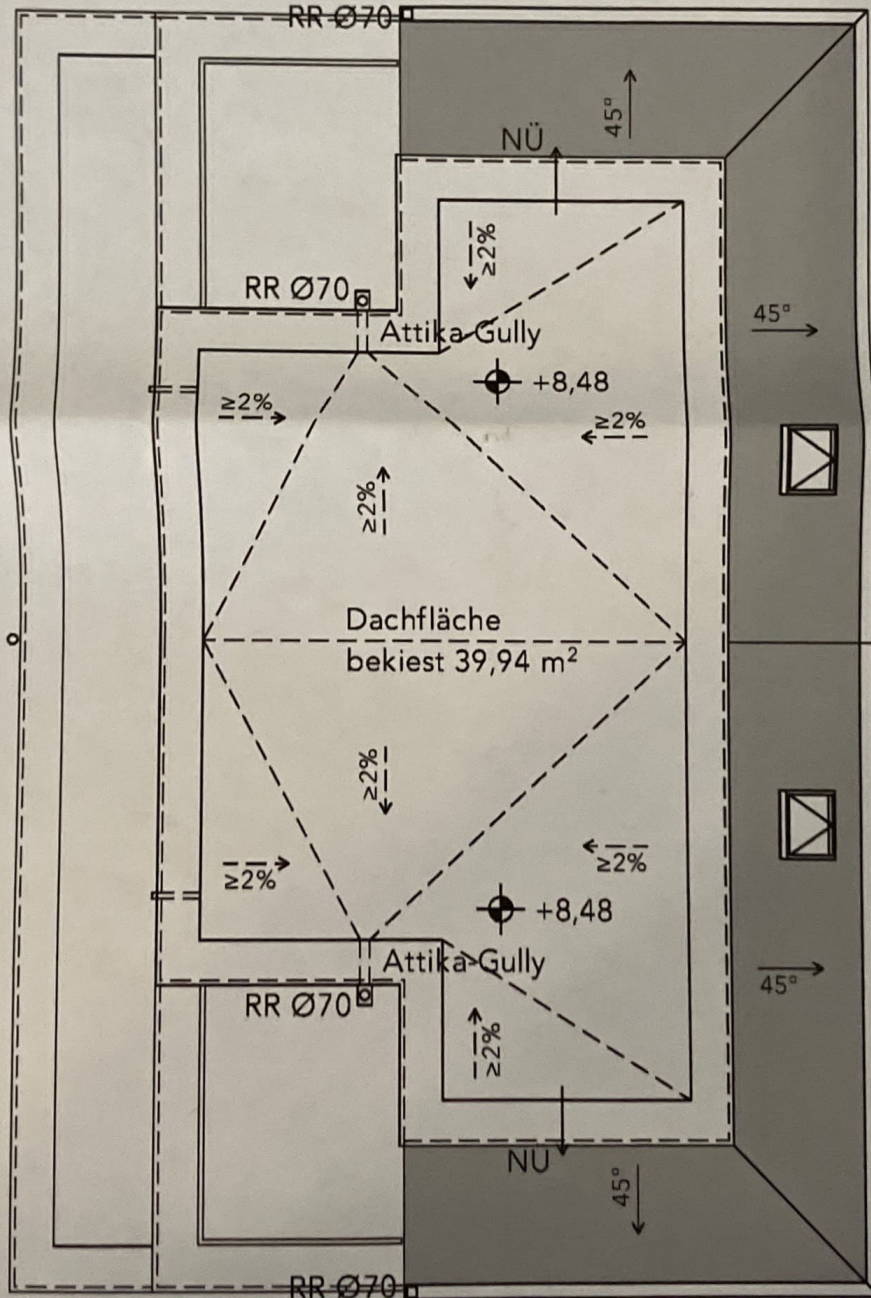 RR Ø70
45°
NÜ
≥2%
45°
RR Ø70
Attika-Gully
+8,48
≥2%
≥2%
≥2%
Dachfläche
bekiest 39,94 m²
≥2%
≥2%
≥2%
+8,48
Attika-Gully
45°
RR Ø70
≥2%
NÜ
45°
RR Ø70